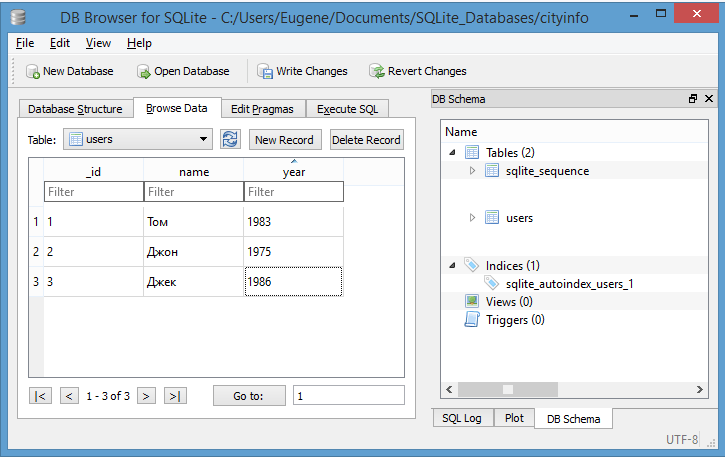 DB Browser for SQLite - C:/Users/Eugene/Documents/SQLite_Databases/cityinfo
File Edit View Help
New Database Open Database Write Changes Revert Changes
Database Structure Browse Data Edit Pragmas Execute SQL
Table: users New Record Delete Record
_id name year
Filter Filter Filter
1 1 Том 1983
2 2 Джон 1975
3 3 Джек 1986
|< < 1 - 3 of 3 > >| Go to: 1
DB Schema
Name
Tables (2)
sqlite_sequence
users
Indices (1)
sqlite_autoindex_users_1
Views (0)
Triggers (0)
< >
SQL Log Plot DB Schema
UTF-8